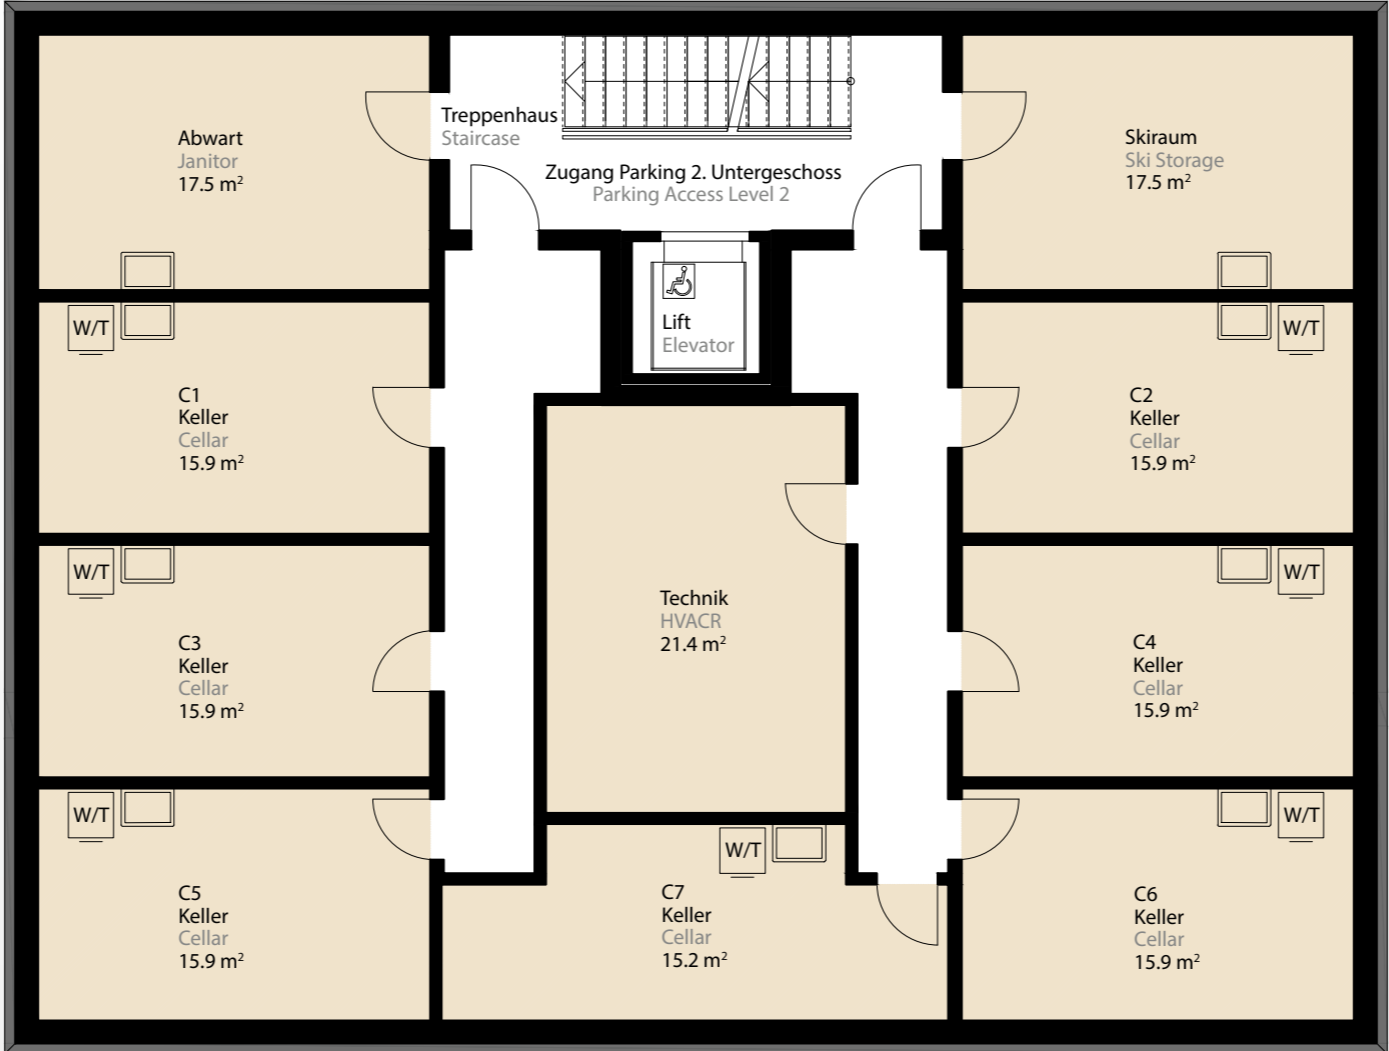 Treppenhaus
Staircase
Zugang Parking 2. Untergeschoss
Parking Access Level 2
Abwart
Janitor
17.5 m²
Skiraum
Ski Storage
17.5 m²
Lift
Elevator
W/T
C1
Keller
Cellar
15.9 m²
W/T
C2
Keller
Cellar
15.9 m²
W/T
C3
Keller
Cellar
15.9 m²
Technik
HVACR
21.4 m²
W/T
C4
Keller
Cellar
15.9 m²
W/T
C5
Keller
Cellar
15.9 m²
W/T
C7
Keller
Cellar
15.2 m²
W/T
C6
Keller
Cellar
15.9 m²